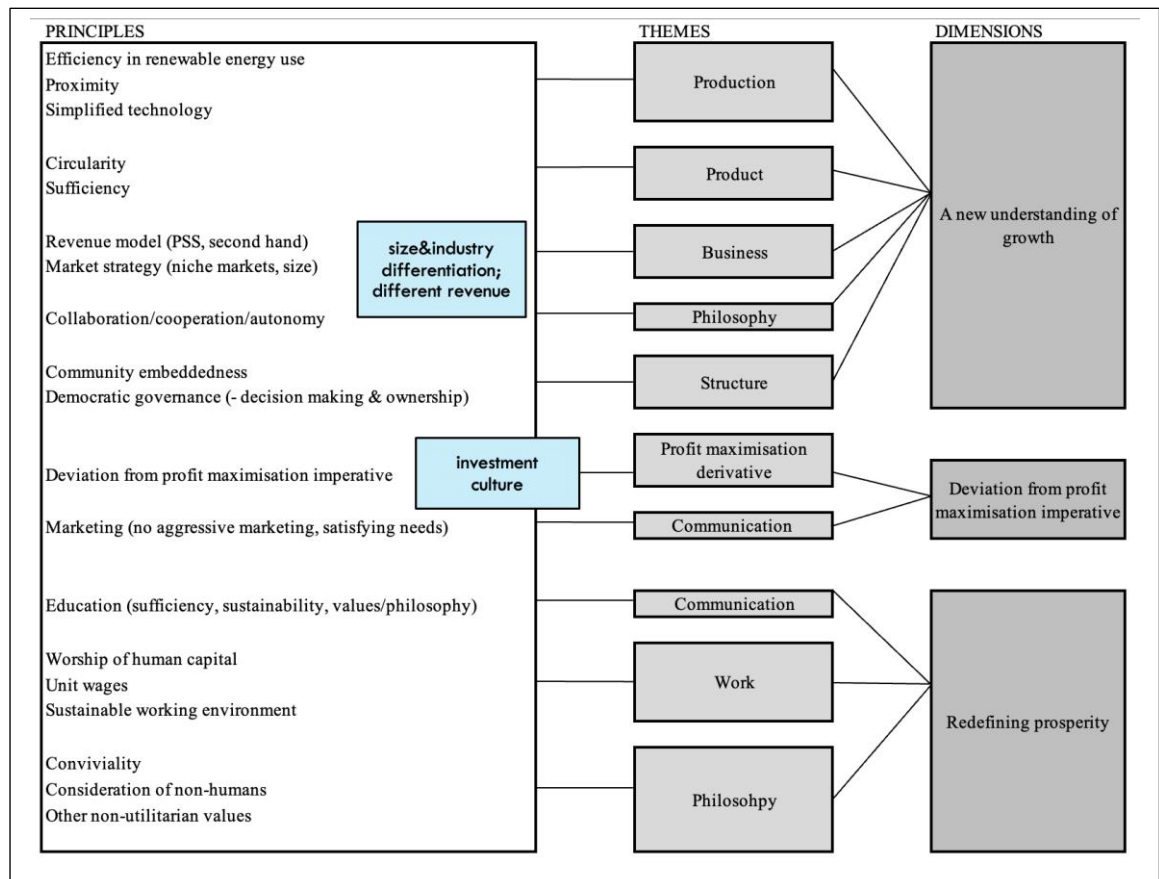 PRINCIPLES
THEMES
DIMENSIONS
Efficiency in renewable energy use
Proximity
Simplified technology
Production
Circularity
Sufficiency
Product
Revenue model (PSS, second hand)
Market strategy (niche markets, size)
size&industry
differentiation;
different revenue
Business
Collaboration/cooperation/autonomy
Philosophy
Community embeddedness
Democratic governance (- decision making & ownership)
Structure
A new understanding of
growth
Deviation from profit maximisation imperative
investment
culture
Profit maximisation
derivative
Marketing (no aggressive marketing, satisfying needs)
Communication
Deviation from profit
maximisation imperative
Education (sufficiency, sustainability, values/philosophy)
Communication
Worship of human capital
Unit wages
Sustainable working environment
Work
Conviviality
Consideration of non-humans
Other non-utilitarian values
Philosohpy
Redefining prosperity